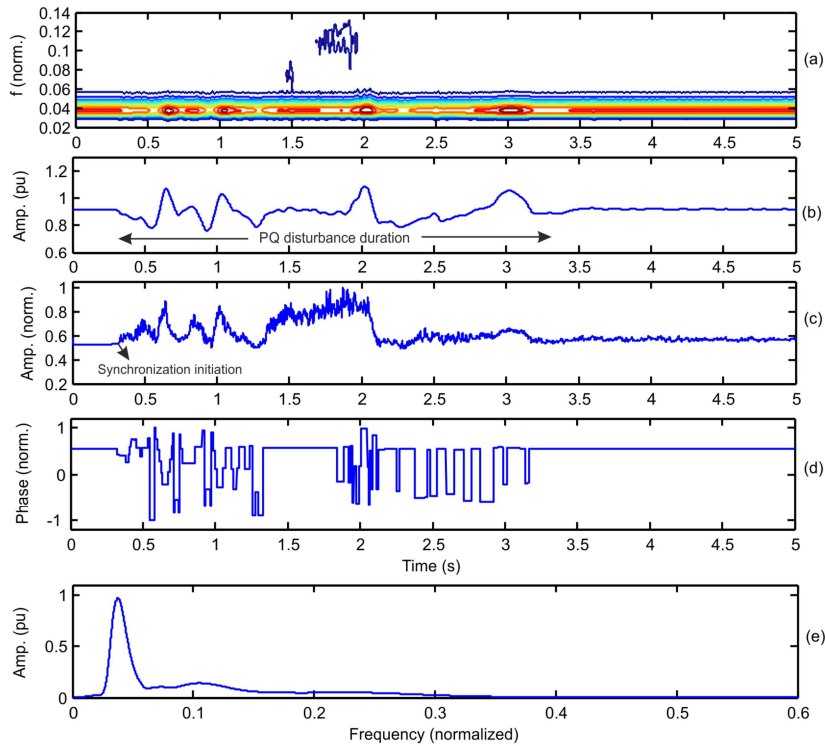 0.14
0.12
0.10
0.08
0.06
0.04
0.02
f (norm.)
(a)
0 0.5 1 1.5 2 2.5 3 3.5 4 4.5 5
1.2
1
0.8
0.6
Amp. (pu)
PQ disturbance duration
(b)
0 0.5 1 1.5 2 2.5 3 3.5 4 4.5 5
1
0.8
0.6
0.4
0.2
Amp. (norm.)
Synchronization initiation
(c)
0 0.5 1 1.5 2 2.5 3 3.5 4 4.5 5
1
0
-1
Phase (norm.)
(d)
0 0.5 1 1.5 2 2.5 3 3.5 4 4.5 5
Time (s)
1
0.5
0
Amp. (pu)
(e)
0 0.1 0.2 0.3 0.4 0.5 0.6
Frequency (normalized)